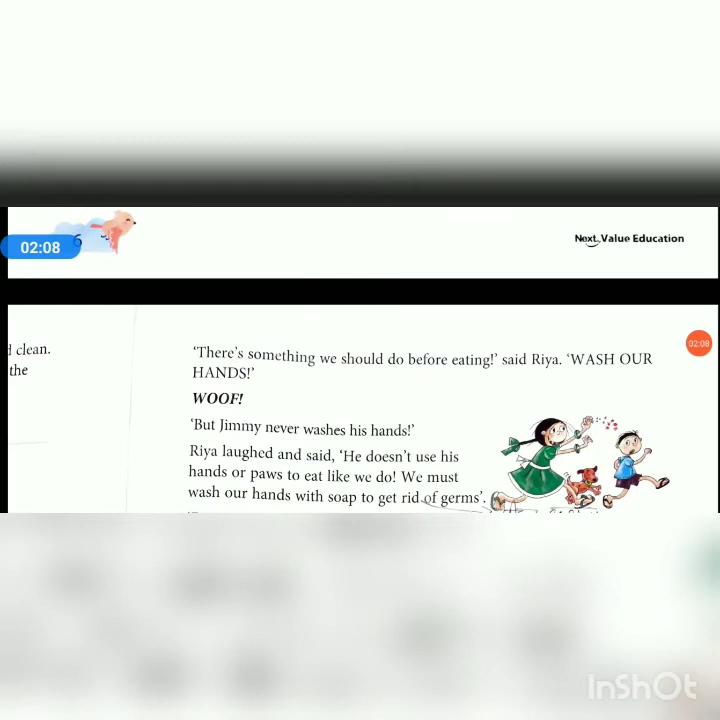 6
02:08
Next Value Education
d clean.
the
02:08
‘There’s something we should do before eating!’ said Riya. ‘WASH OUR
HANDS!’
WOOF!
‘But Jimmy never washes his hands!’
Riya laughed and said, ‘He doesn’t use his
hands or paws to eat like we do! We must
wash our hands with soap to get rid of germs’.
InShOt